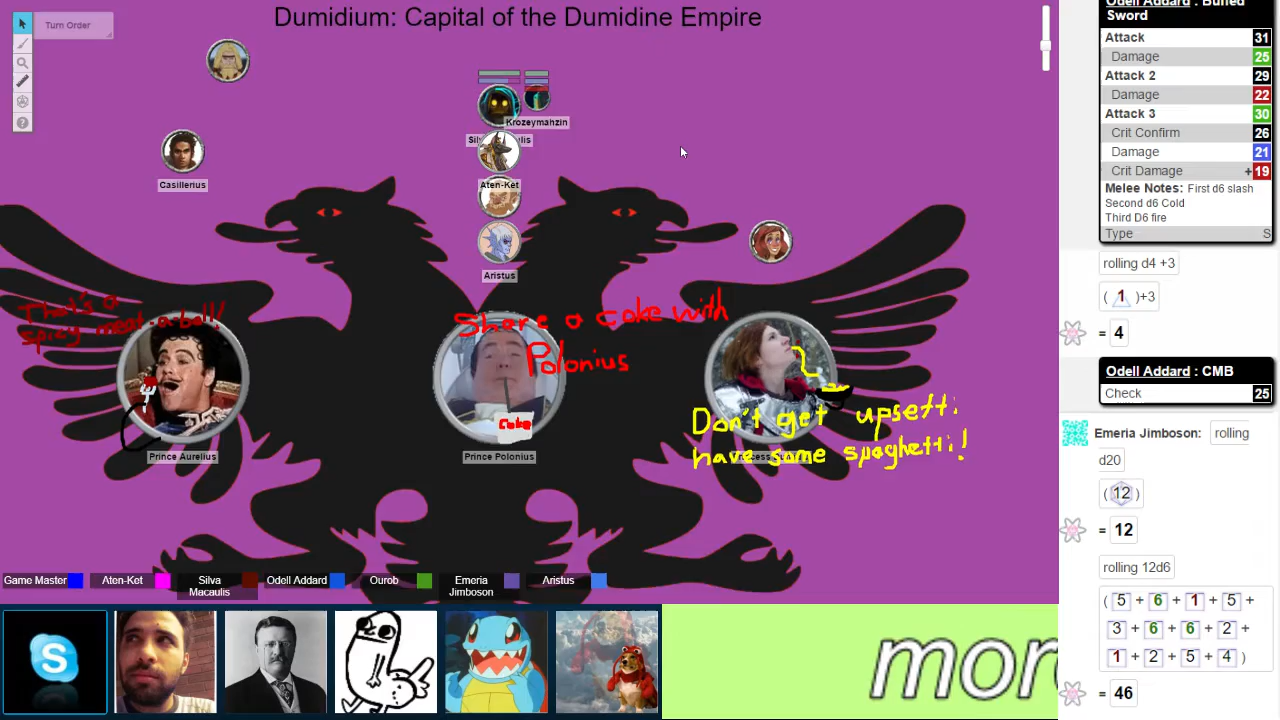 Dumidium: Capital of the Dumidine Empire
Turn Order
Krozeymahzin
Casillerius
Aten-Ket
Aristus
That's a
spicy meat-a-ball!
Share a coke with
Polonius
Coke
Don't get upsetti
have some spaghetti!
Prince Aurelius
Prince Polonius
Game Master
Aten-Ket
Silva
Macaulis
Odell Addard
Ourob
Emeria
Jimboson
Aristus
S
mor
Odell Addard: Buffed
Sword
Attack 31
Damage 25
Attack 2 29
Damage 22
Attack 3 30
Crit Confirm 26
Damage 21
Crit Damage +19
Melee Notes: First d6 slash
Second d6 Cold
Third D6 fire
Type S
rolling d4 +3
(1)+3
= 4
Odell Addard : CMB
Check 25
Emeria Jimboson: rolling
d20
(12)
= 12
rolling 12d6
(5+6+1+5+
3+6+6+2+
1+2+5+4)
= 46